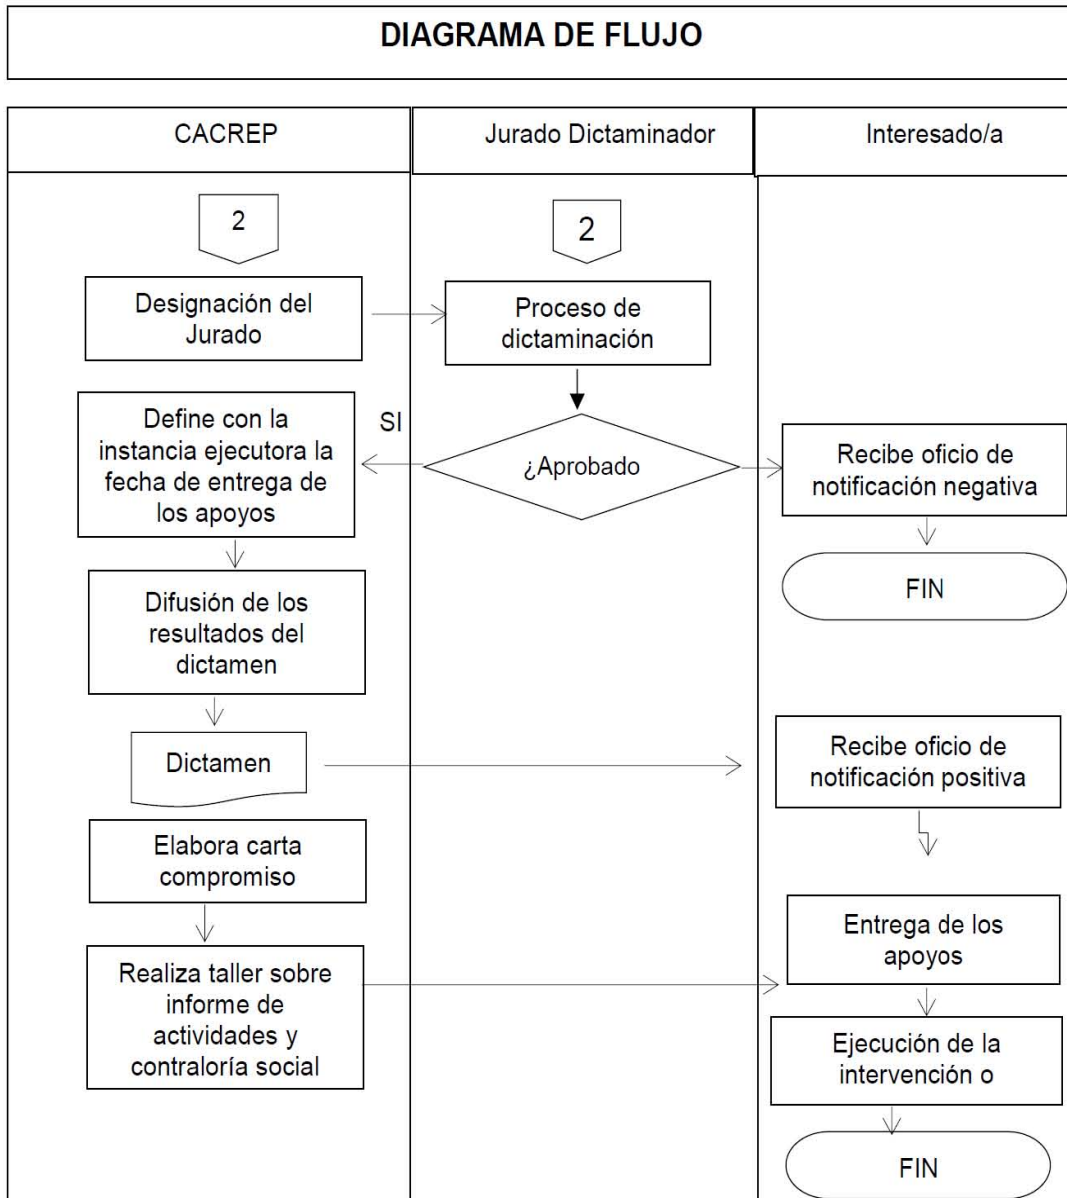 DIAGRAMA DE FLUJO
CACREP
Jurado Dictaminador
Interesado/a
2
2
Designación del
Jurado
Proceso de
dictaminación
Define con la
instancia ejecutora la
fecha de entrega de
los apoyos
SI
¿Aprobado
Recibe oficio de
notificación negativa
FIN
Difusión de los
resultados del
dictamen
Dictamen
Recibe oficio de
notificación positiva
Elabora carta
compromiso
Entrega de los
apoyos
Realiza taller sobre
informe de
actividades y
contraloría social
Ejecución de la
intervención o
FIN